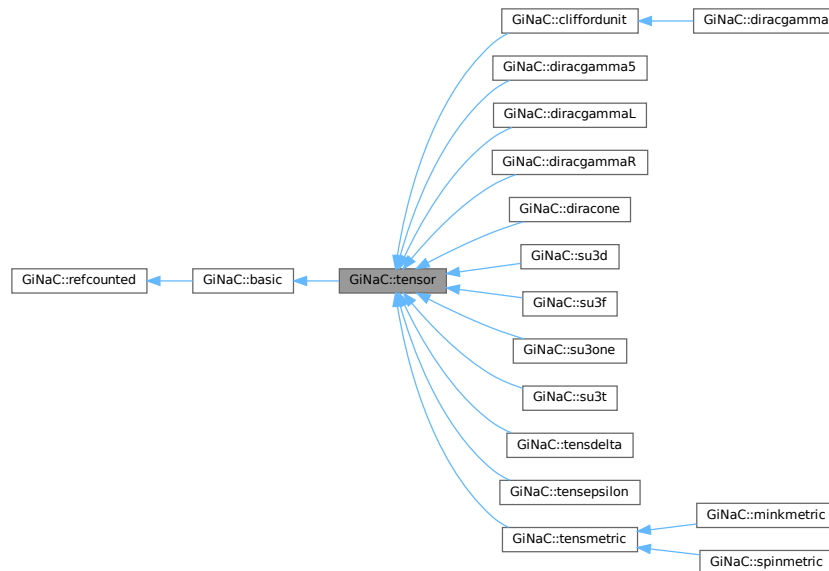 GiNaC::cliffordunit
GiNaC::diracgamma
GiNaC::diracgamma5
GiNaC::diracgammaL
GiNaC::diracgammaR
GiNaC::diracone
GiNaC::su3d
GiNaC::refcounted
GiNaC::basic
GiNaC::tensor
GiNaC::su3f
GiNaC::su3one
GiNaC::su3t
GiNaC::tensdelta
GiNaC::tensepsilon
GiNaC::minkmetric
GiNaC::tensmetric
GiNaC::spinmetric